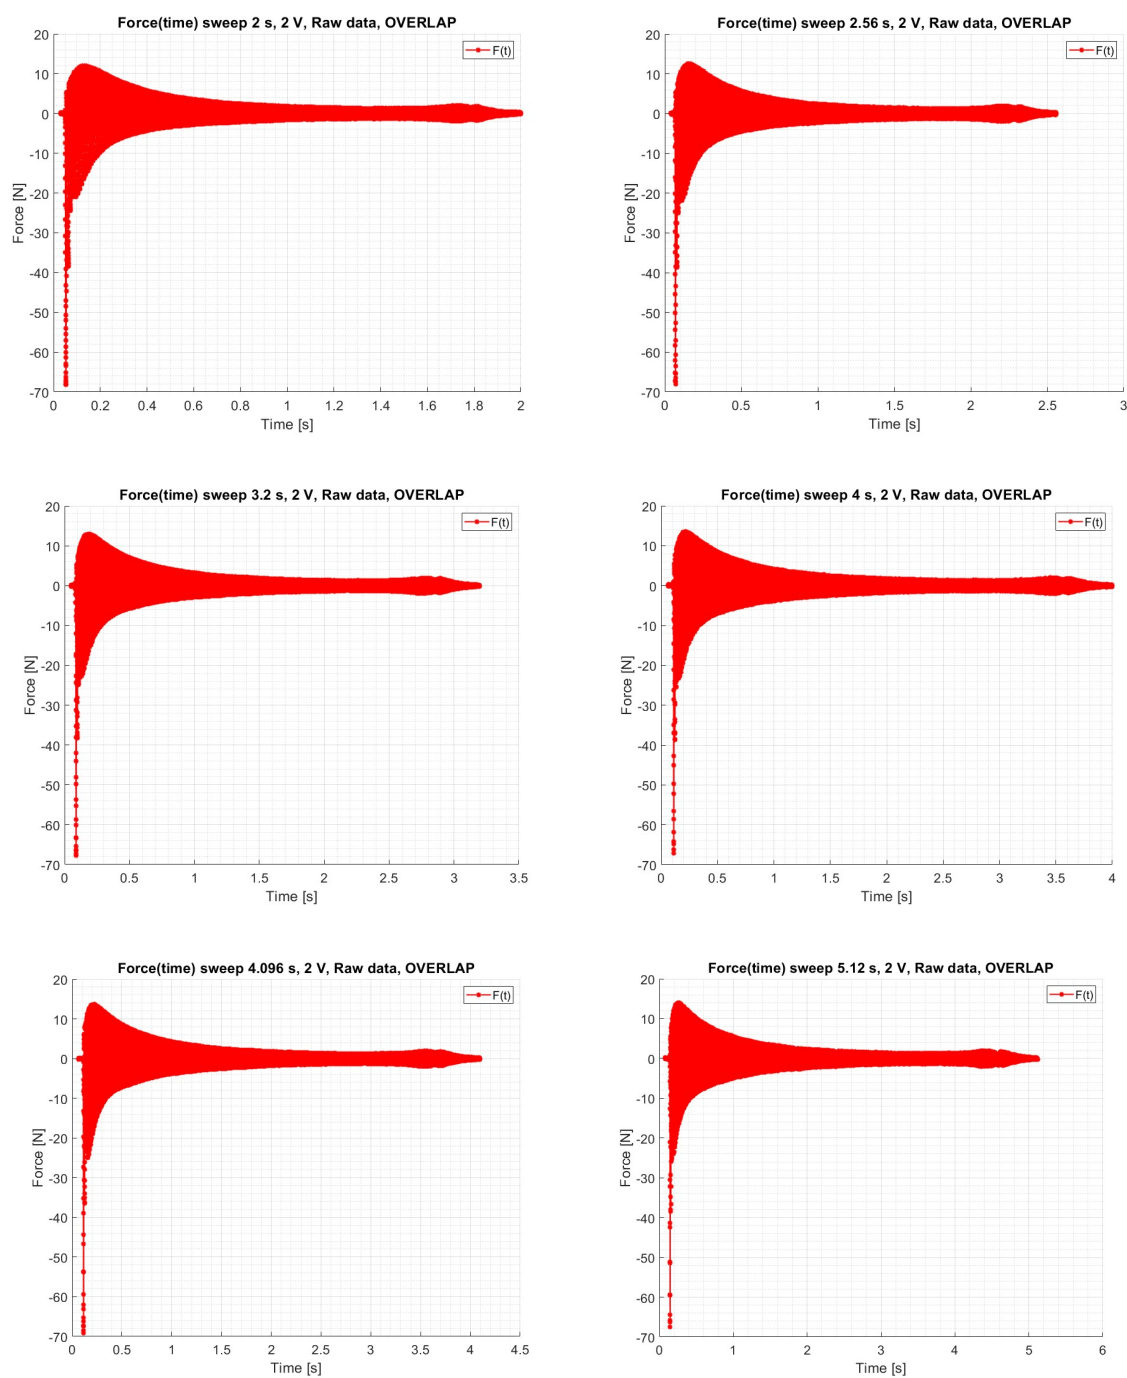 Force(time) sweep 2 s, 2 V, Raw data, OVERLAP
F(t)
20
10
0
-10
-20
-30
-40
-50
-60
-70
Force [N]
0 0.2 0.4 0.6 0.8 1 1.2 1.4 1.6 1.8 2
Time [s]
Force(time) sweep 2.56 s, 2 V, Raw data, OVERLAP
F(t)
20
10
0
-10
-20
-30
-40
-50
-60
-70
Force [N]
0 0.5 1 1.5 2 2.5 3
Time [s]
Force(time) sweep 3.2 s, 2 V, Raw data, OVERLAP
F(t)
20
10
0
-10
-20
-30
-40
-50
-60
-70
Force [N]
0 0.5 1 1.5 2 2.5 3 3.5
Time [s]
Force(time) sweep 4 s, 2 V, Raw data, OVERLAP
F(t)
20
10
0
-10
-20
-30
-40
-50
-60
-70
Force [N]
0 0.5 1 1.5 2 2.5 3 3.5 4
Time [s]
Force(time) sweep 4.096 s, 2 V, Raw data, OVERLAP
F(t)
20
10
0
-10
-20
-30
-40
-50
-60
-70
Force [N]
0 0.5 1 1.5 2 2.5 3 3.5 4 4.5
Time [s]
Force(time) sweep 5.12 s, 2 V, Raw data, OVERLAP
F(t)
20
10
0
-10
-20
-30
-40
-50
-60
-70
Force [N]
0 1 2 3 4 5 6
Time [s]